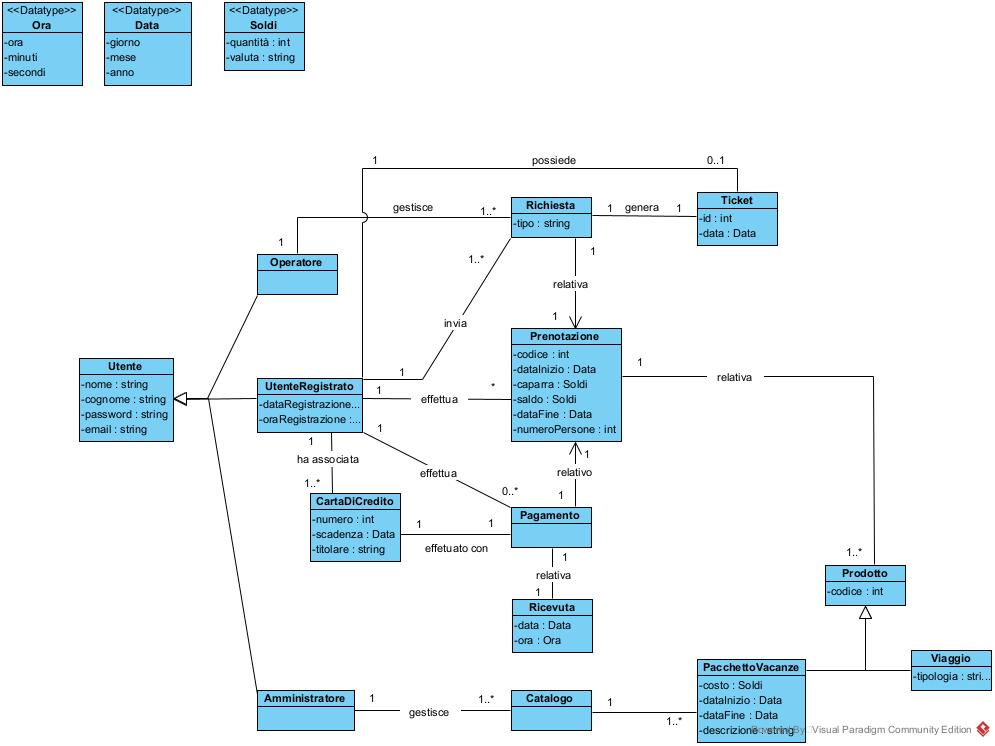 <<Datatype>>
Ora
-ora
-minuti
-secondi
<<Datatype>>
Data
-giorno
-mese
-anno
<<Datatype>>
Soldi
-quantità : int
-valuta : string
1
possiede
0..1
gestisce
1..*
1
Richiesta
-tipo : string
1
genera
1
Ticket
-id : int
-data : Data
Operatore
1..*
invia
1
1
relativa
1
Prenotazione
-codice : int
-dataInizio : Data
-caparra : Soldi
-saldo : Soldi
-dataFine : Data
-numeroPersone : int
1
relativa
1..*
Utente
-nome : string
-cognome : string
-password : string
-email : string
UtenteRegistrato
-dataRegistrazione...
-oraRegistrazione :...
1
effettua
*
1
ha associata
1..*
1
effettua
0..*
1
relativo
1
CartaDiCredito
-numero : int
-scadenza : Data
-titolare : string
1
effetuato con
1
Pagamento
1
relativa
1
Ricevuta
-data : Data
-ora : Ora
Prodotto
-codice : int
Amministratore
1
gestisce
1..*
Catalogo
1
1..*
PacchettoVacanze
-costo : Soldi
-dataInizio : Data
-dataFine : Data
-descrizione : string
Viaggio
-tipologia : stri...
Powered By Visual Paradigm Community Edition